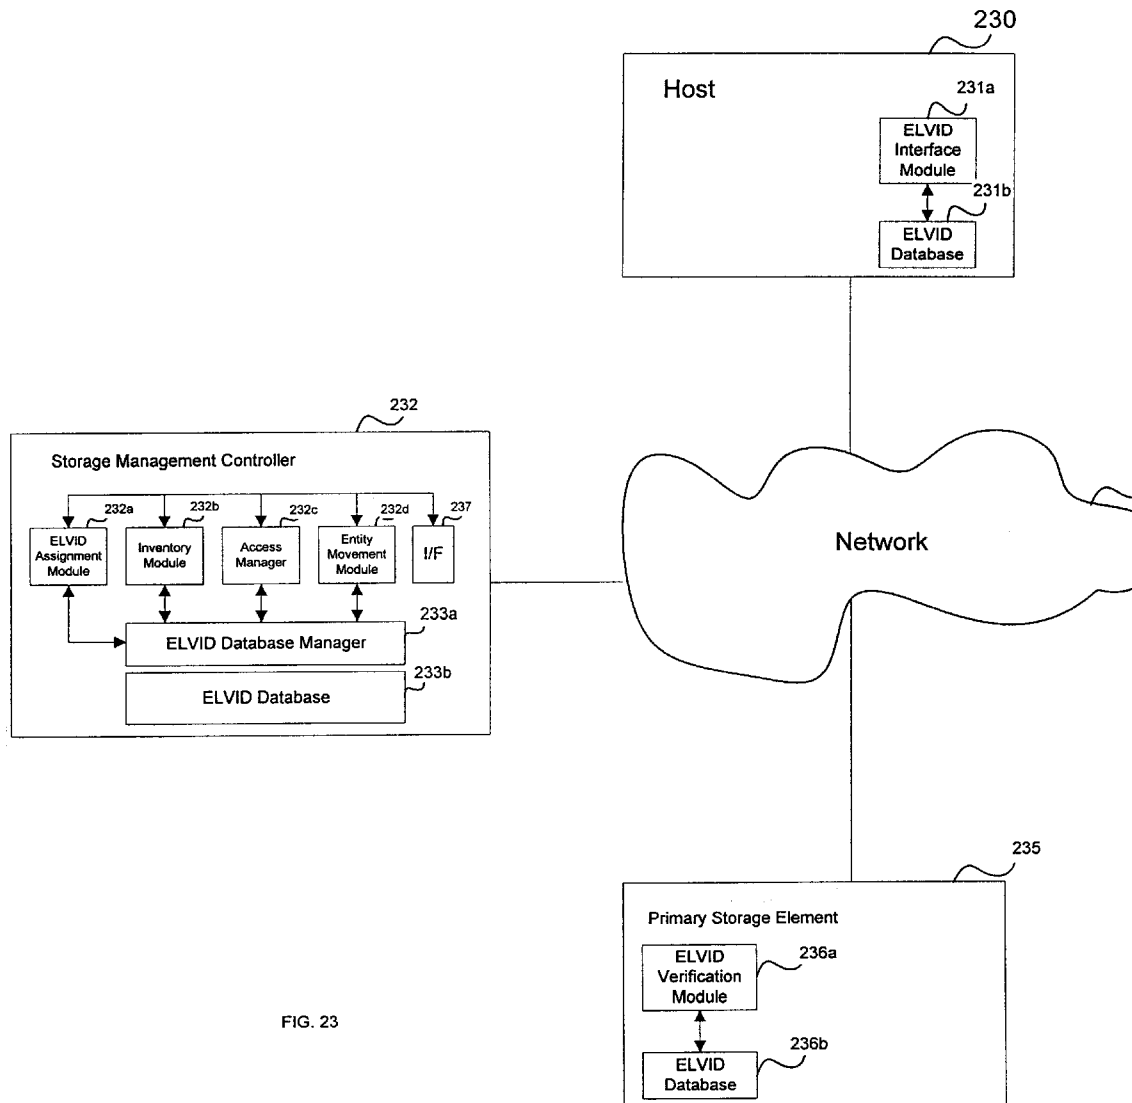 230
Host
231a
ELVID
Interface
Module
231b
ELVID
Database
232
Storage Management Controller
232a
232b
232c
232d
237
ELVID
Assignment
Module
Inventory
Module
Access
Manager
Entity
Movement
Module
I/F
233a
ELVID Database Manager
233b
ELVID Database
Network
235
Primary Storage Element
236a
ELVID
Verification
Module
236b
ELVID
Database
FIG. 23